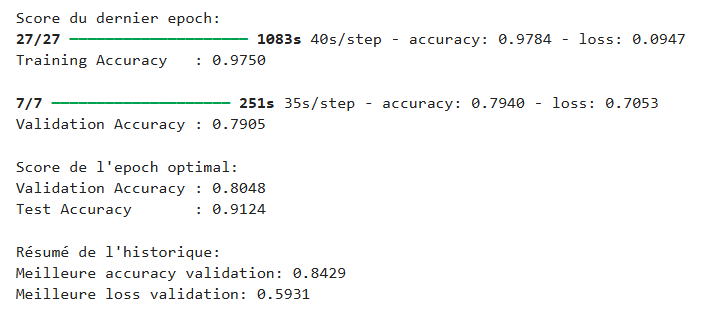 Score du dernier epoch:
27/27 ━━━━━━━━━━━━━━━━━━━━ 1083s 40s/step - accuracy: 0.9784 - loss: 0.0947
Training Accuracy   : 0.9750
7/7 ━━━━━━━━━━━━━━━━━━━━ 251s 35s/step - accuracy: 0.7940 - loss: 0.7053
Validation Accuracy : 0.7905
Score de l'epoch optimal:
Validation Accuracy : 0.8048
Test Accuracy       : 0.9124
Résumé de l'historique:
Meilleure accuracy validation: 0.8429
Meilleure loss validation: 0.5931